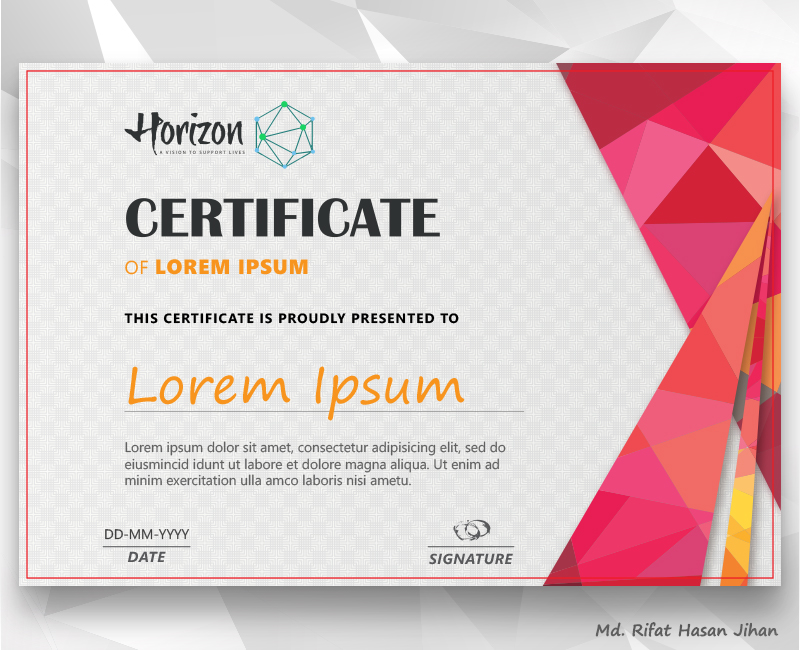 Horizon
A VISION TO SUPPORT LIVES
CERTIFICATE
OF LOREM IPSUM
THIS CERTIFICATE IS PROUDLY PRESENTED TO
Lorem Ipsum
Lorem ipsum dolor sit amet, consectetur adipisicing elit, sed do
eiusmincid idunt ut labore et dolore magna aliqua. Ut enim ad
minim exercitation ulla amco laboris nisi ametu.
DD-MM-YYYY
DATE
SIGNATURE
Md. Rifat Hasan Jihan